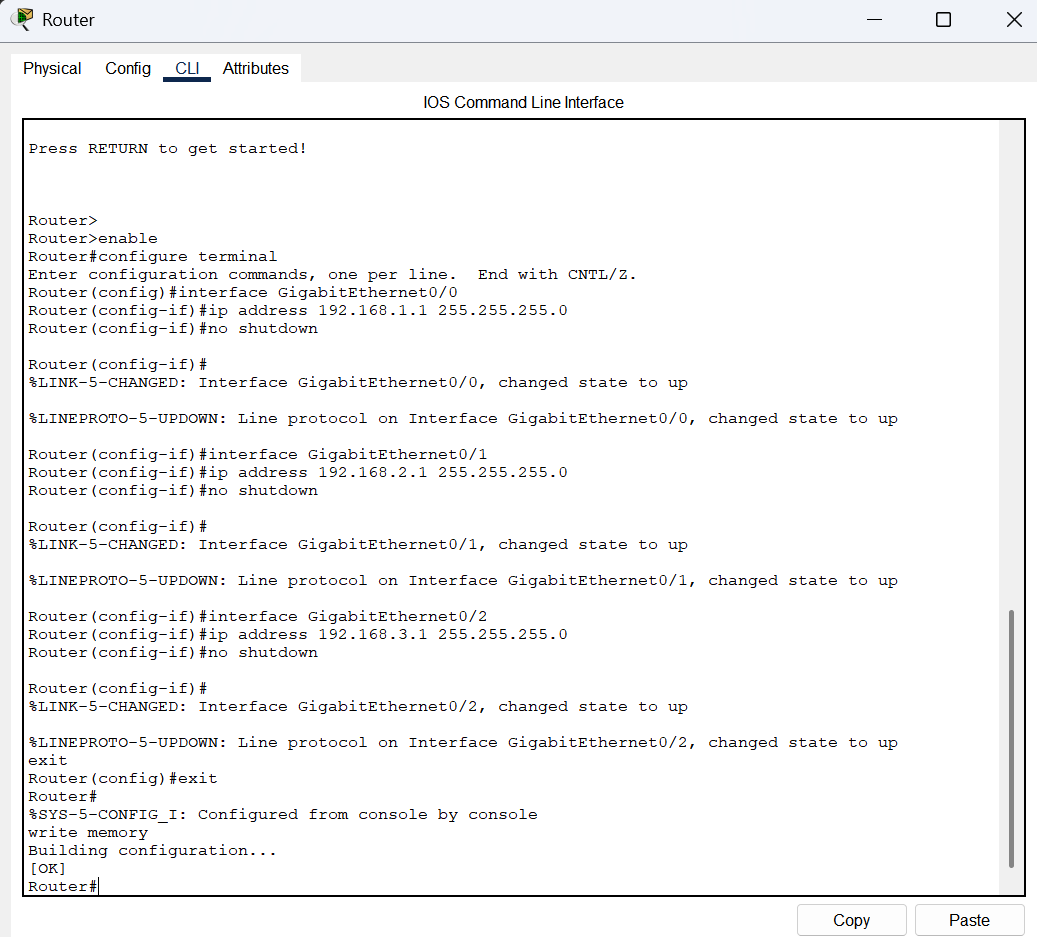 Router
Physical Config CLI Attributes
IOS Command Line Interface
Press RETURN to get started!
Router>
Router>enable
Router#configure terminal
Enter configuration commands, one per line.  End with CNTL/Z.
Router(config)#interface GigabitEthernet0/0
Router(config-if)#ip address 192.168.1.1 255.255.255.0
Router(config-if)#no shutdown
Router(config-if)#
%LINK-5-CHANGED: Interface GigabitEthernet0/0, changed state to up
%LINEPROTO-5-UPDOWN: Line protocol on Interface GigabitEthernet0/0, changed state to up
Router(config-if)#interface GigabitEthernet0/1
Router(config-if)#ip address 192.168.2.1 255.255.255.0
Router(config-if)#no shutdown
Router(config-if)#
%LINK-5-CHANGED: Interface GigabitEthernet0/1, changed state to up
%LINEPROTO-5-UPDOWN: Line protocol on Interface GigabitEthernet0/1, changed state to up
Router(config-if)#interface GigabitEthernet0/2
Router(config-if)#ip address 192.168.3.1 255.255.255.0
Router(config-if)#no shutdown
Router(config-if)#
%LINK-5-CHANGED: Interface GigabitEthernet0/2, changed state to up
%LINEPROTO-5-UPDOWN: Line protocol on Interface GigabitEthernet0/2, changed state to up
exit
Router(config)#exit
Router#
%SYS-5-CONFIG_I: Configured from console by console
write memory
Building configuration...
[OK]
Router#
Copy Paste